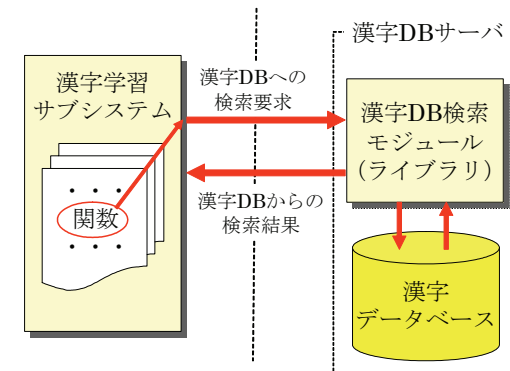 漢字DBサーバ
漢字学習
サブシステム
・・・
関数
・・・
漢字DBへの
検索要求
漢字DBからの
検索結果
漢字DB検索
モジュール
（ライブラリ）
漢字
データベース